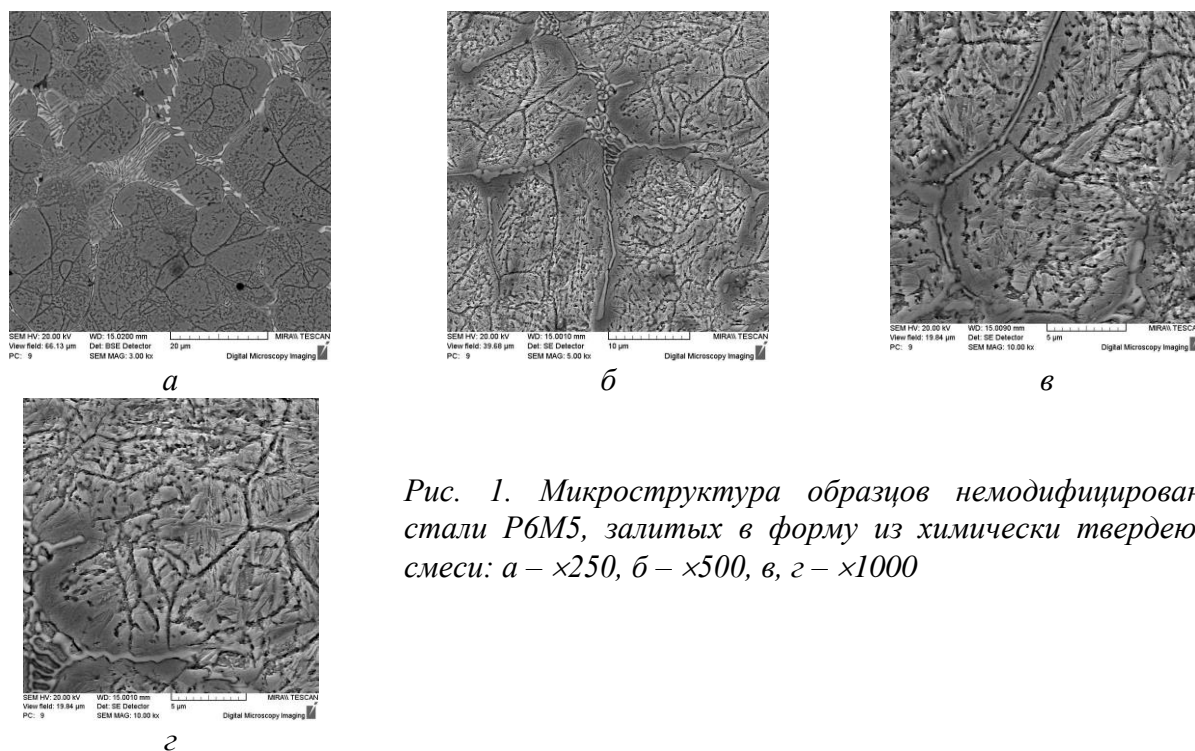 SEM HV: 20.00 kV WD: 15.0200 mm MIRA\\ TESCAN
View field: 66.13 µm Det: BSE Detector 20 µm
PC: 9 SEM MAG: 3.00 kx Digital Microscopy Imaging
а
SEM HV: 20.00 kV WD: 15.0010 mm MIRA\\ TESCAN
View field: 39.68 µm Det: SE Detector 10 µm
PC: 9 SEM MAG: 5.00 kx Digital Microscopy Imaging
б
SEM HV: 20.00 kV WD: 15.0090 mm MIRA\\ TESCAN
View field: 19.84 µm Det: SE Detector 5 µm
PC: 9 SEM MAG: 10.00 kx Digital Microscopy Imaging
в
SEM HV: 20.00 kV WD: 15.0010 mm MIRA\\ TESCAN
View field: 19.84 µm Det: SE Detector 5 µm
PC: 9 SEM MAG: 10.00 kx Digital Microscopy Imaging
г
Рис. 1. Микроструктура образцов немодифицирован
стали Р6М5, залитых в форму из химически твердею
смеси: а – ×250, б – ×500, в, г – ×1000